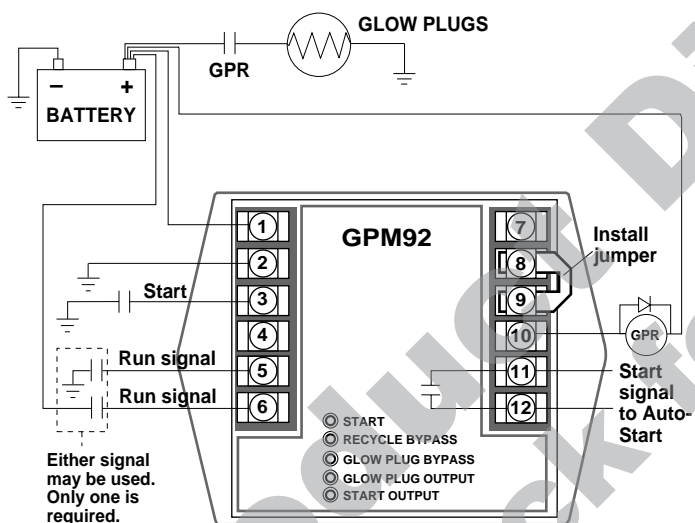 GLOW PLUGS
GPR
− +
BATTERY
GPM92
1
2
3
4
5
6
7
8
9
10
11
12
Install
jumper
Start
Run signal
Run signal
GPR
Start
signal
to Auto-
Start
START
RECYCLE BYPASS
GLOW PLUG BYPASS
GLOW PLUG OUTPUT
START OUTPUT
Either signal
may be used.
Only one is
required.